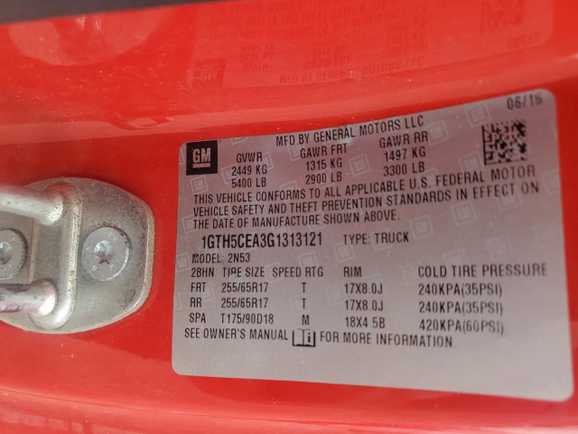 06/16
MFD BY GENERAL MOTORS LLC
GM
GVWR GAWR FRT GAWR RR
2449 KG 1315 KG 1497 KG
5400 LB 2900 LB 3300 LB
THIS VEHICLE CONFORMS TO ALL APPLICABLE U.S. FEDERAL MOTOR
VEHICLE SAFETY AND THEFT PREVENTION STANDARDS IN EFFECT ON
THE DATE OF MANUFACTURE SHOWN ABOVE.
1GTH5CEA3G1313121 TYPE: TRUCK
MODEL: 2N53
28HN TIRE SIZE SPEED RTG RIM COLD TIRE PRESSURE
FRT 255/65R17 T 17X8.0J 240KPA(35PSI)
RR 255/65R17 T 17X8.0J 240KPA(35PSI)
SPA T175/90D18 M 18X4.5B 420KPA(60PSI)
SEE OWNER'S MANUAL FOR MORE INFORMATION